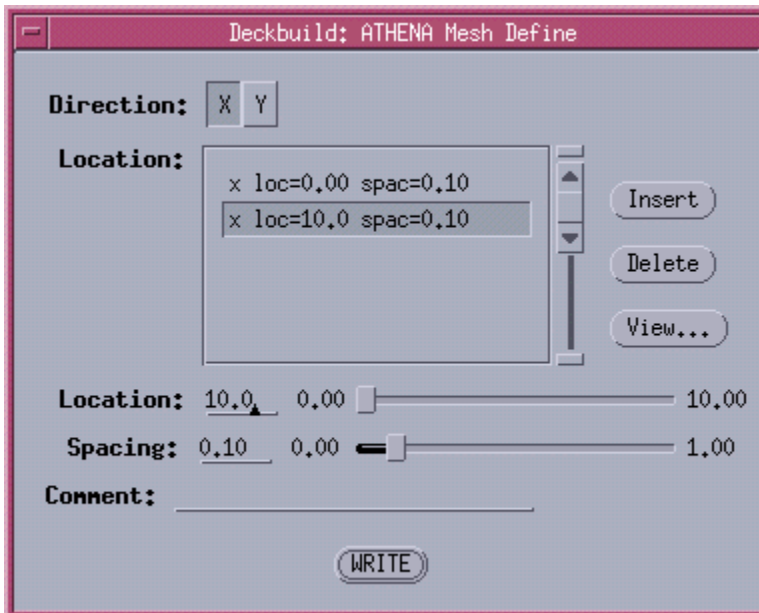 Deckbuild: ATHENA Mesh Define
Direction: X Y
Location:
x loc=0.00 spac=0.10
x loc=10.0 spac=0.10
Insert
Delete
View...
Location: 10.0 0.00 10.00
Spacing: 0.10 0.00 1.00
Comment:
WRITE